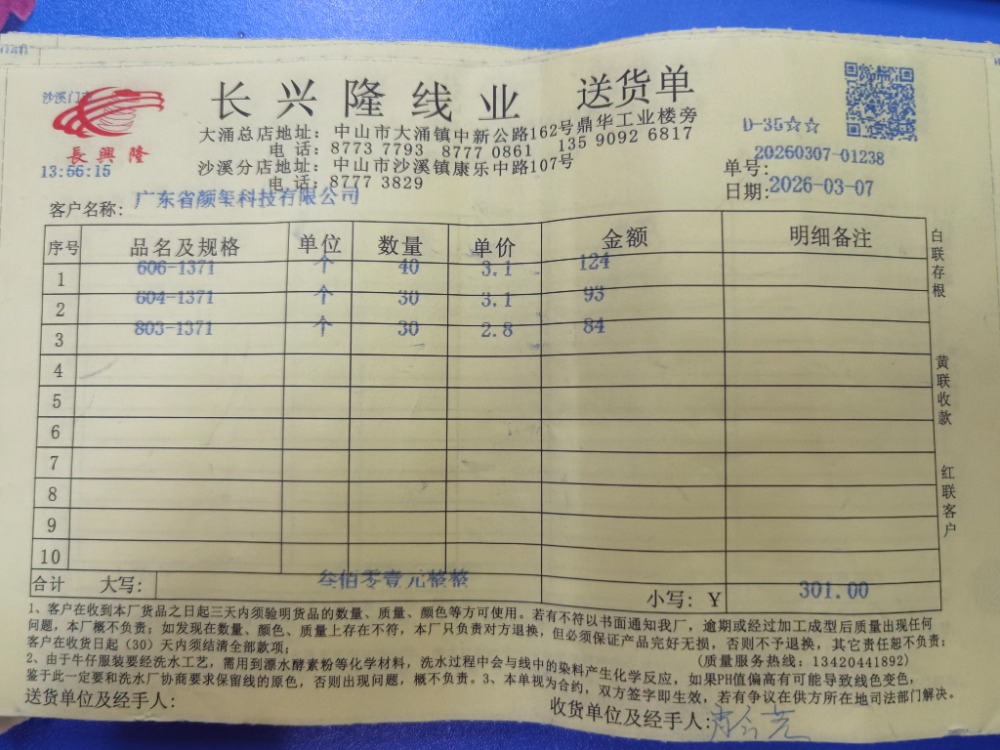 沙溪门
長興隆
13:56:15
长兴隆线业 送货单
大涌总店地址：中山市大涌镇中新公路162号鼎华工业楼旁
电话：8773 7793 8777 0861 135 9092 6817
沙溪分店地址：中山市沙溪镇康乐中路107号
电话：8777 3829
D-35☆☆
单号：20260307-01238
日期：2026-03-07
客户名称：广东省颜玺科技有限公司
序号 品名及规格 单位 数量 单价 金额 明细备注
1 606-1371 个 40 3.1 124
2 604-1371 个 30 3.1 93
3 803-1371 个 30 2.8 84
4
5
6
7
8
9
10
合计 大写： 叁佰零壹元整整 小写：￥ 301.00
白联存根
黄联收款
红联客户
1、客户在收到本厂货品之日起三天内须验明货品的数量、质量、颜色等方可使用。若有不符以书面通知我厂，逾期或经过加工成型后质量出现任何
问题，本厂概不负责；如发现在数量、颜色、质量上存在不符，本厂只负责对方退换，但必须保证产品完好无损，否则不予退换，其它责任恕不负责；
客户在收货日起（30）天内须结清全部款项； (质量服务热线：13420441892)
2、由于牛仔服装要经洗水工艺，需用到漂水酵素粉等化学材料，洗水过程中会与线中的染料产生化学反应，如果PH值偏高有可能导致线色变色，
鉴于此一定要和洗水厂协商要求保留线的原色，否则出现问题，概不负责。3、本单视为合约，双方签字即生效，若有争议在供方所在地司法部门解决。
送货单位及经手人：
收货单位及经手人：